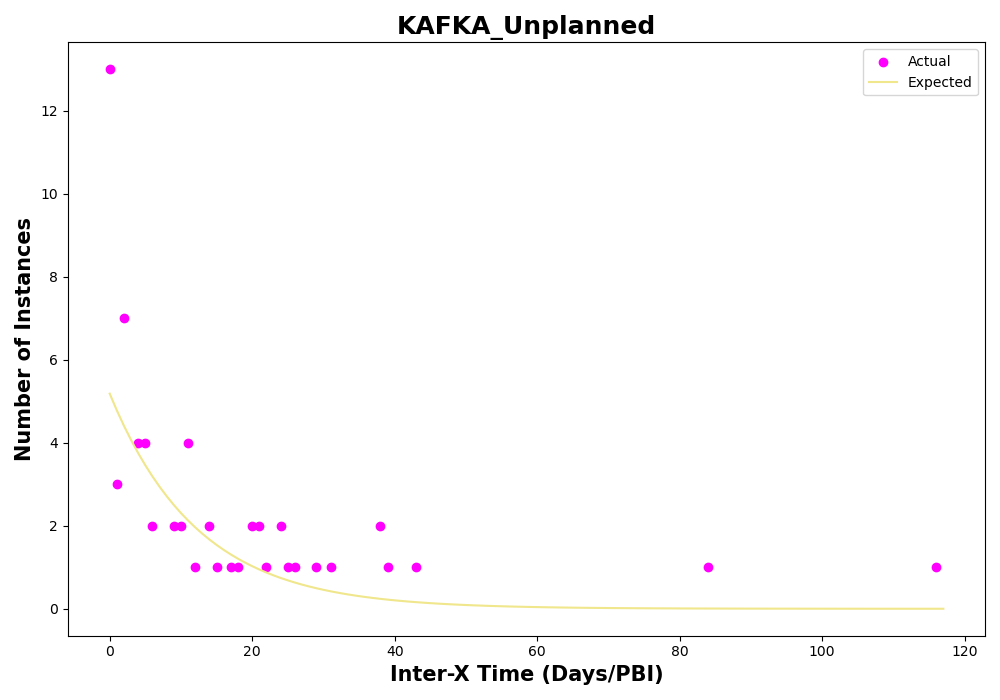 KAFKA_Unplanned
Actual
Expected
Number of Instances
12
10
8
6
4
2
0
0
20
40
60
80
100
120
Inter-X Time (Days/PBI)